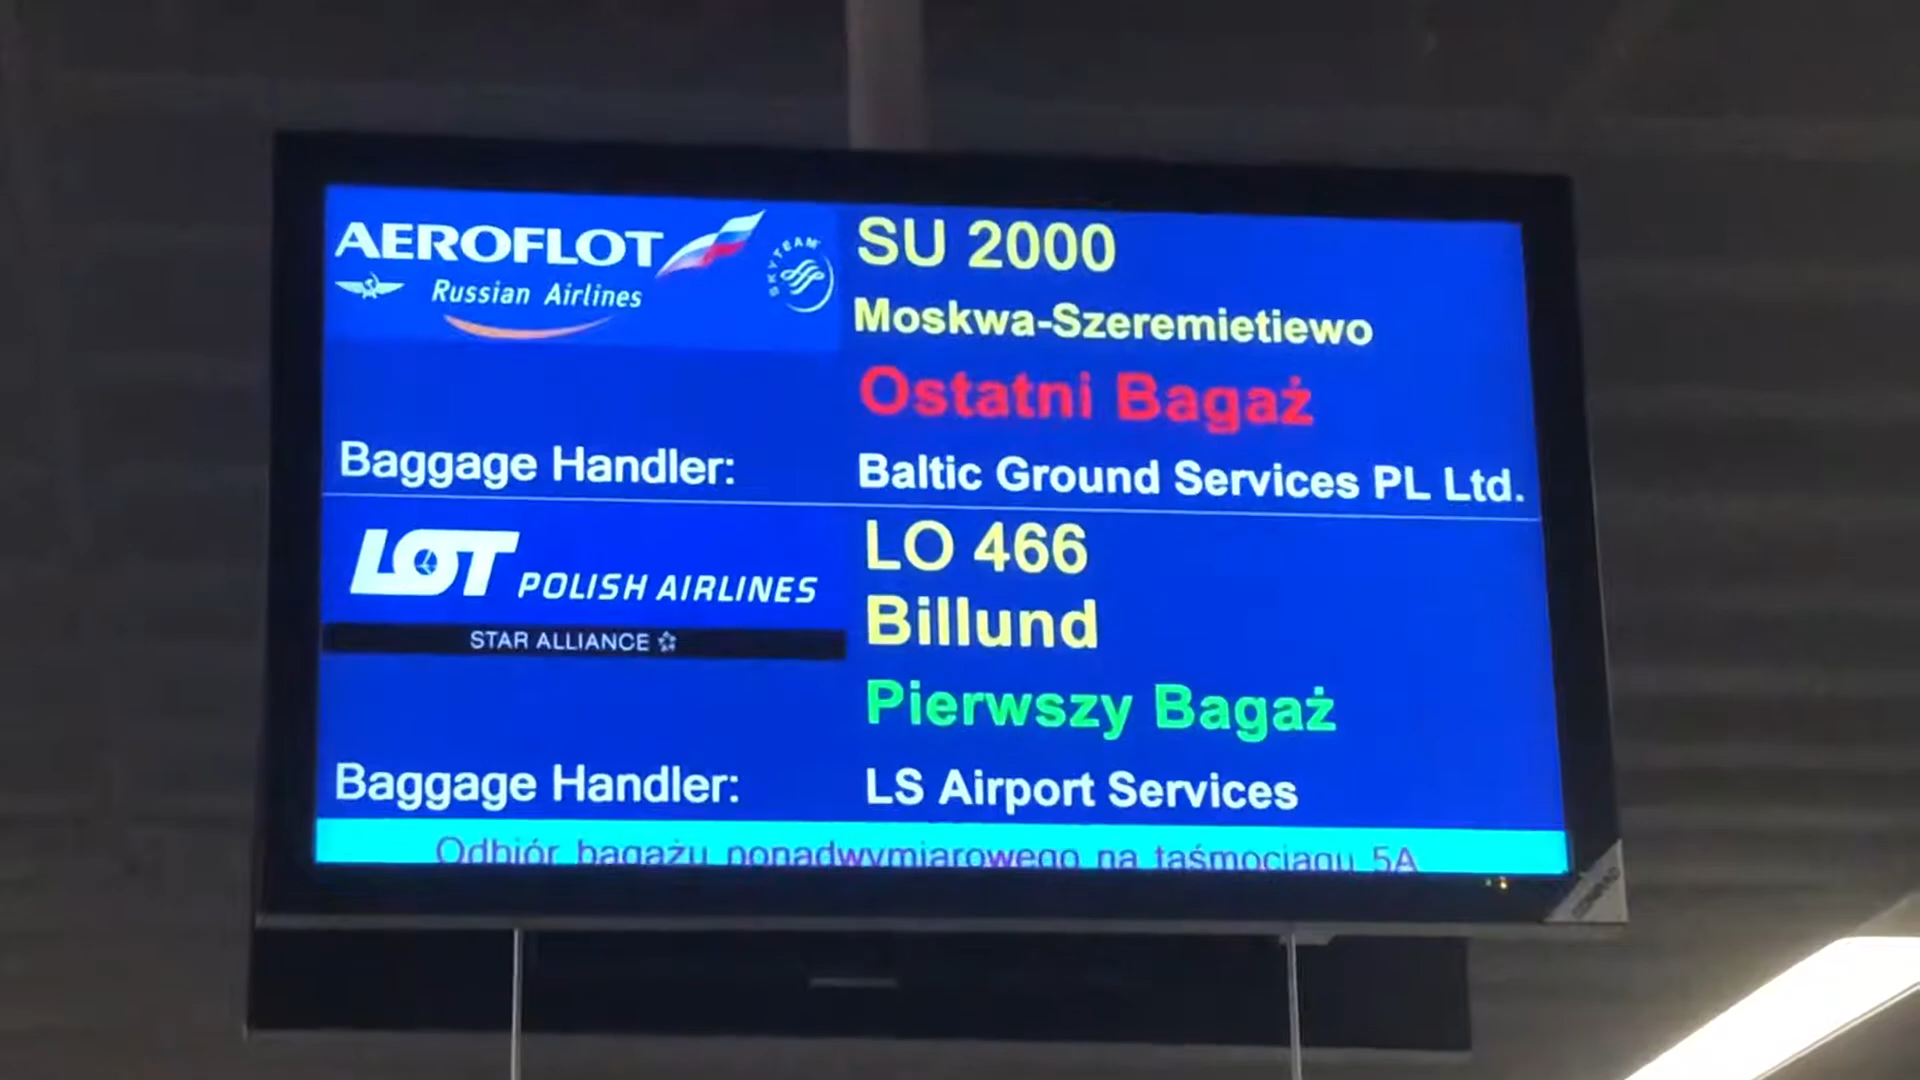 AEROFLOT
Russian Airlines
SKYTEAM
SU 2000
Moskwa-Szeremietiewo
Ostatni Bagaż
Baggage Handler: Baltic Ground Services PL Ltd.
LOT POLISH AIRLINES
STAR ALLIANCE
LO 466
Billund
Pierwszy Bagaż
Baggage Handler: LS Airport Services
Odbiór bagażu ponadwymiarowego na taśmociągu 5A